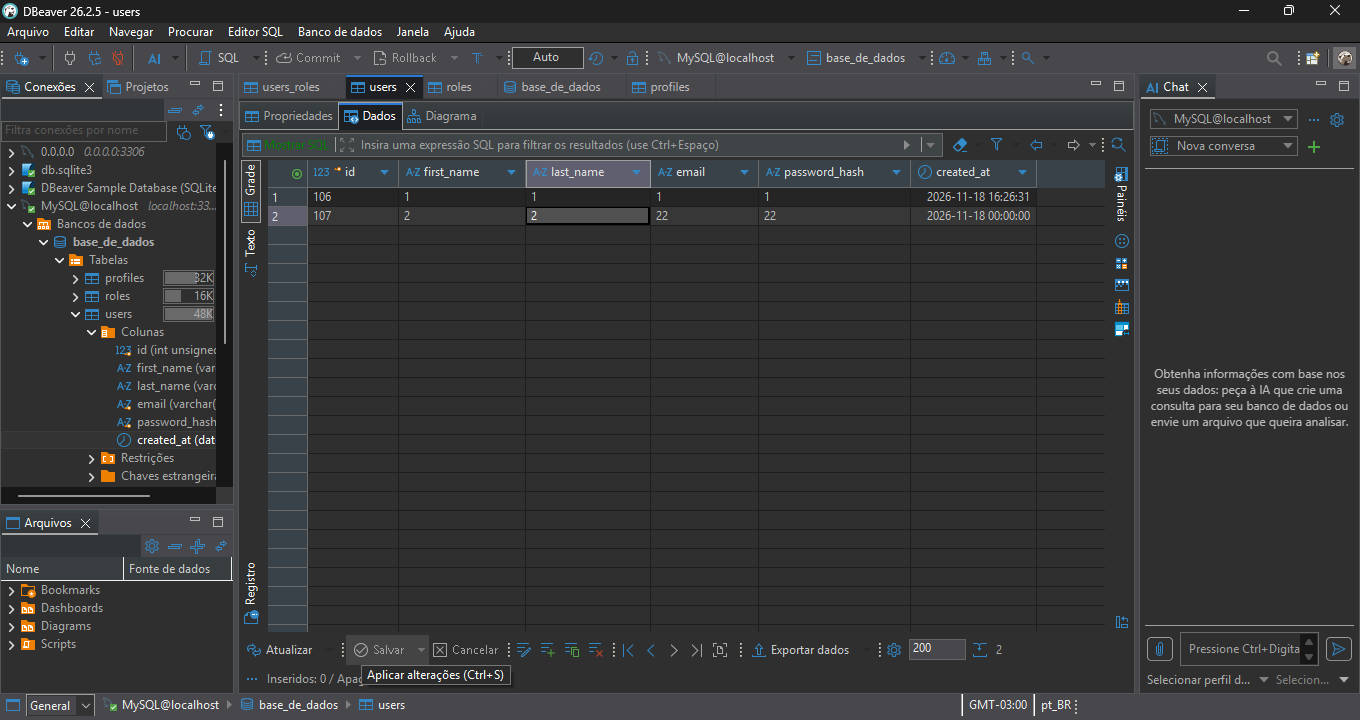 DBeaver 26.2.5 - users
Arquivo Editar Navegar Procurar Editor SQL Banco de dados Janela Ajuda
AI SQL Commit Rollback T Auto MySQL@localhost base_de_dados
Conexões Projetos
users_roles users roles base_de_dados profiles
AI Chat
Filtra conexões por nome
0.0.0.0 0.0.0.0:3306
db.sqlite3
DBeaver Sample Database (SQLite
MySQL@localhost localhost:33...
Bancos de dados
base_de_dados
Tabelas
profiles 32K
roles 16K
users 48K
Colunas
123 id (int unsigned
A-Z first_name (var
A-Z last_name (varc
A-Z email (varchar(
A-Z password_hash
created_at (dat
Restrições
Chaves estrangeira
Arquivos
Nome Fonte de dados
Bookmarks
Dashboards
Diagrams
Scripts
Propriedades Dados Diagrama
Mostrar SQL Insira uma expressão SQL para filtrar os resultados (use Ctrl+Espaço)
Grade
Texto
Registro
123 id A-Z first_name A-Z last_name A-Z email A-Z password_hash created_at
1 106 1 1 1 1 2026-11-18 16:26:31
2 107 2 2 22 22 2026-11-18 00:00:00
Painéis
Atualizar Salvar Cancelar Exportar dados 200 2
Inseridos: 0 / Apag
Aplicar alterações (Ctrl+S)
MySQL@localhost
Nova conversa
Obtenha informações com base nos
seus dados: peça à IA que crie uma
consulta para seu banco de dados ou
envie um arquivo que queira analisar.
Pressione Ctrl+Digita
Selecionar perfil d... Selecion...
General MySQL@localhost base_de_dados users
GMT-03:00 pt_BR